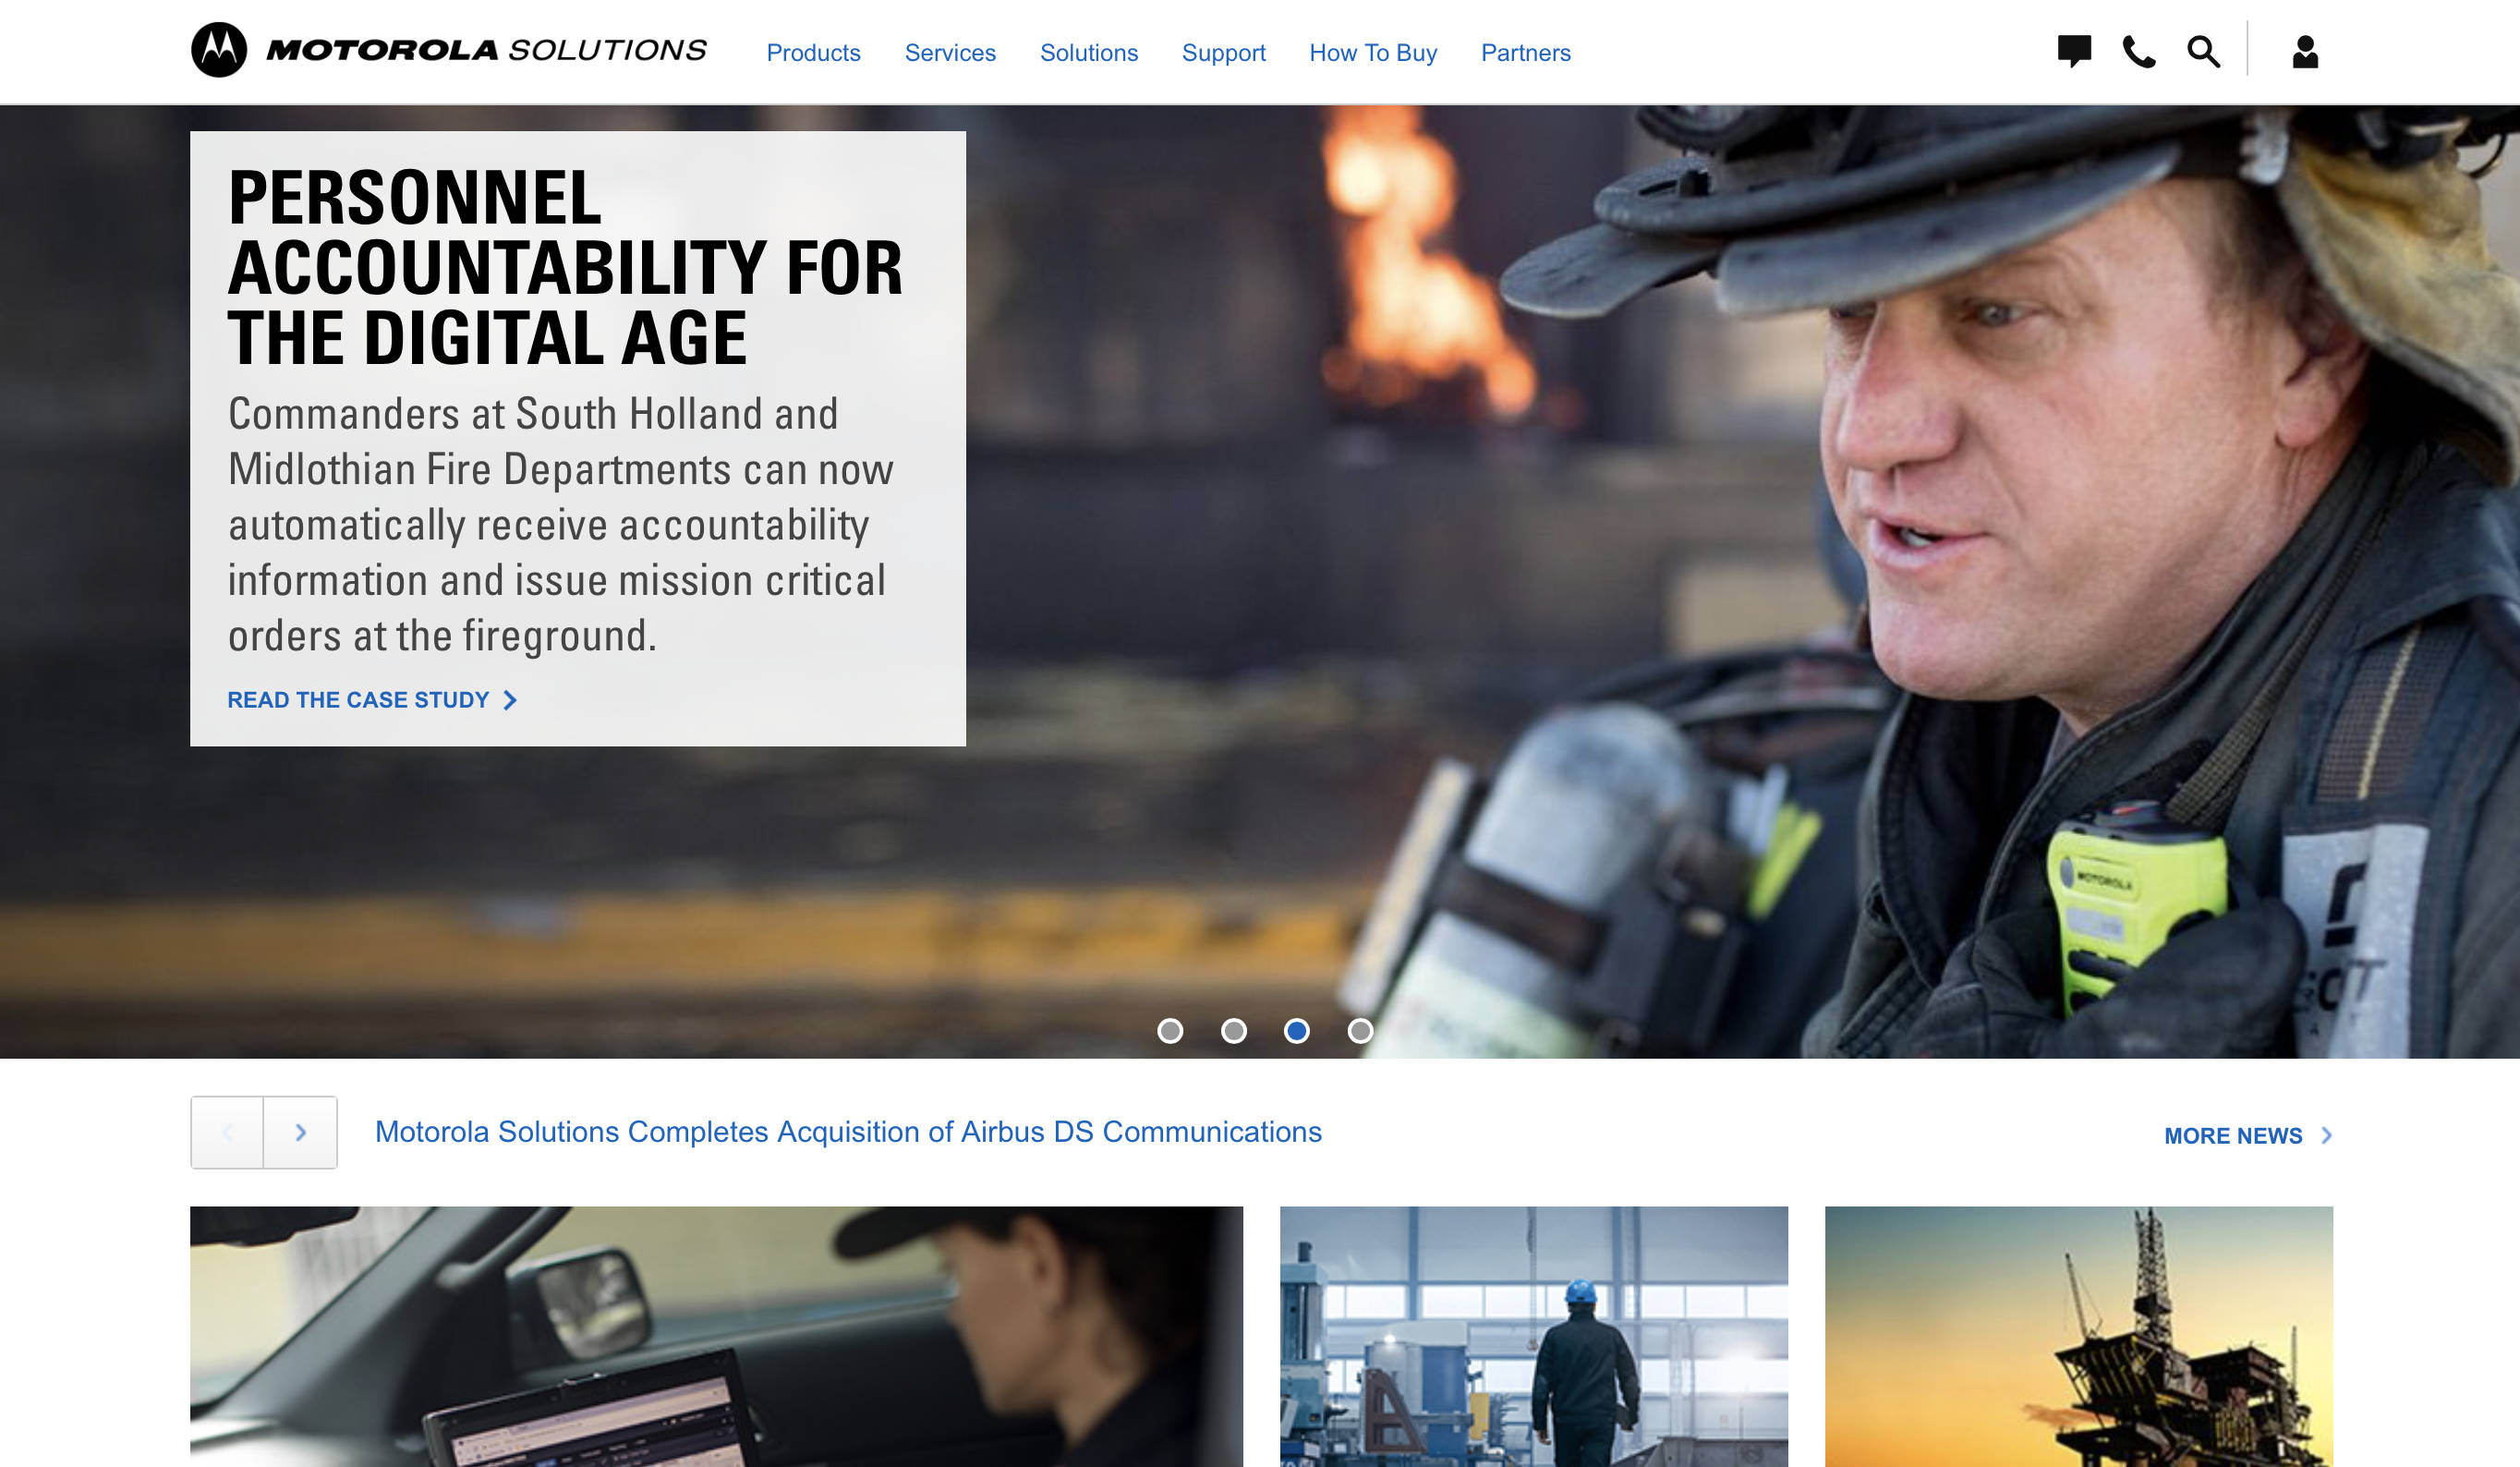 MOTOROLA SOLUTIONS
Products Services Solutions Support How To Buy Partners
PERSONNEL
ACCOUNTABILITY FOR
THE DIGITAL AGE
Commanders at South Holland and
Midlothian Fire Departments can now
automatically receive accountability
information and issue mission critical
orders at the fireground.
READ THE CASE STUDY
MOTOROLA
Motorola Solutions Completes Acquisition of Airbus DS Communications
MORE NEWS